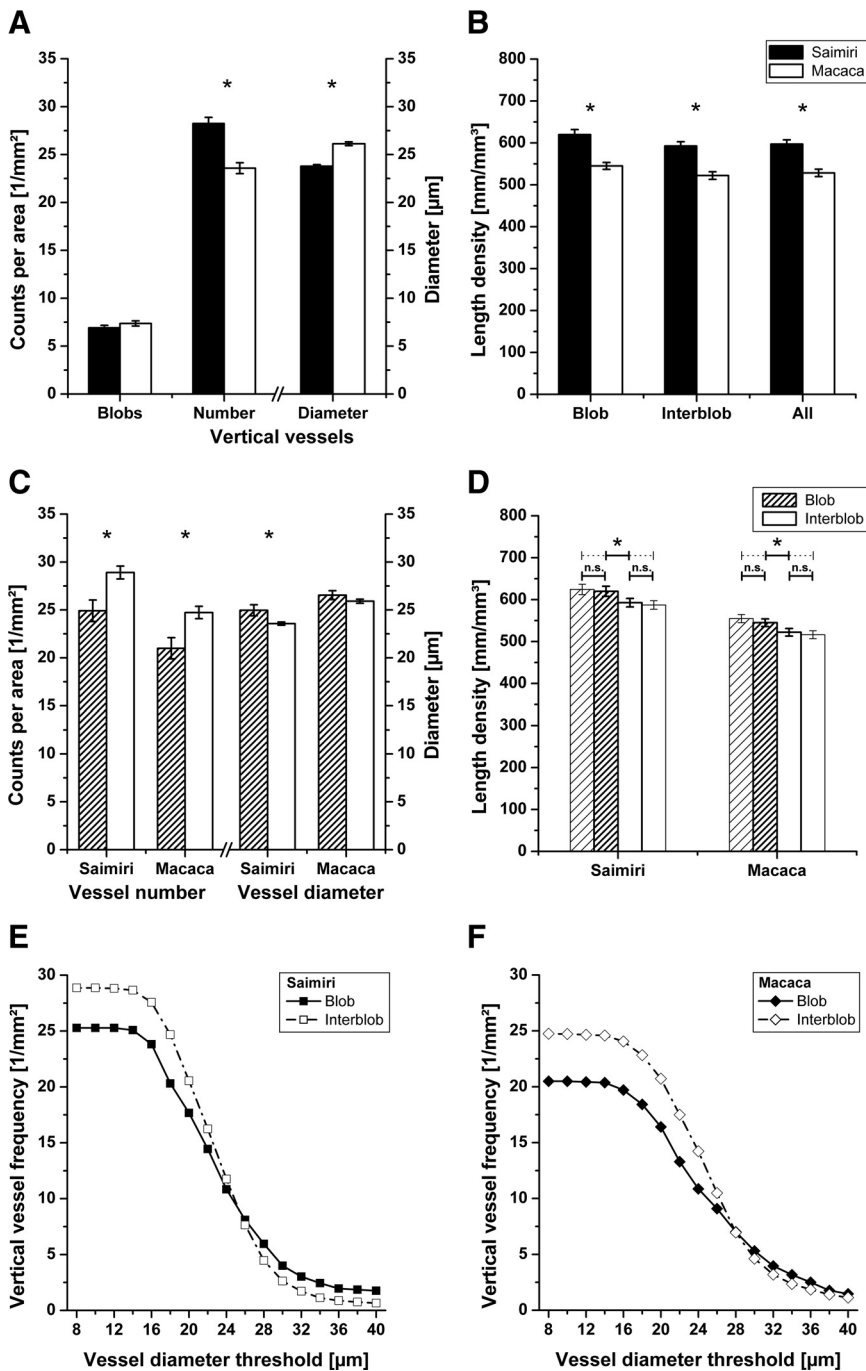 A
Counts per area [1/mm²]
35
30
25
20
15
10
5
0
*
*
35
30
25
20
15
10
5
0
Diameter [µm]
Blobs
Number
Diameter
Vertical vessels
B
Saimiri
Macaca
Length density [mm/mm³]
800
700
600
500
400
300
200
100
0
*
*
*
Blob
Interblob
All
C
Counts per area [1/mm²]
35
30
25
20
15
10
5
0
*
*
*
35
30
25
20
15
10
5
0
Diameter [µm]
Saimiri
Macaca
Saimiri
Macaca
Vessel number
Vessel diameter
D
Blob
Interblob
Length density [mm/mm³]
800
700
600
500
400
300
200
100
0
*
n.s.
n.s.
*
n.s.
n.s.
Saimiri
Macaca
E
Vertical vessel frequency [1/mm²]
30
25
20
15
10
5
0
Saimiri
Blob
Interblob
8 12 16 20 24 28 32 36 40
Vessel diameter threshold [µm]
F
Vertical vessel frequency [1/mm²]
30
25
20
15
10
5
0
Macaca
Blob
Interblob
8 12 16 20 24 28 32 36 40
Vessel diameter threshold [µm]